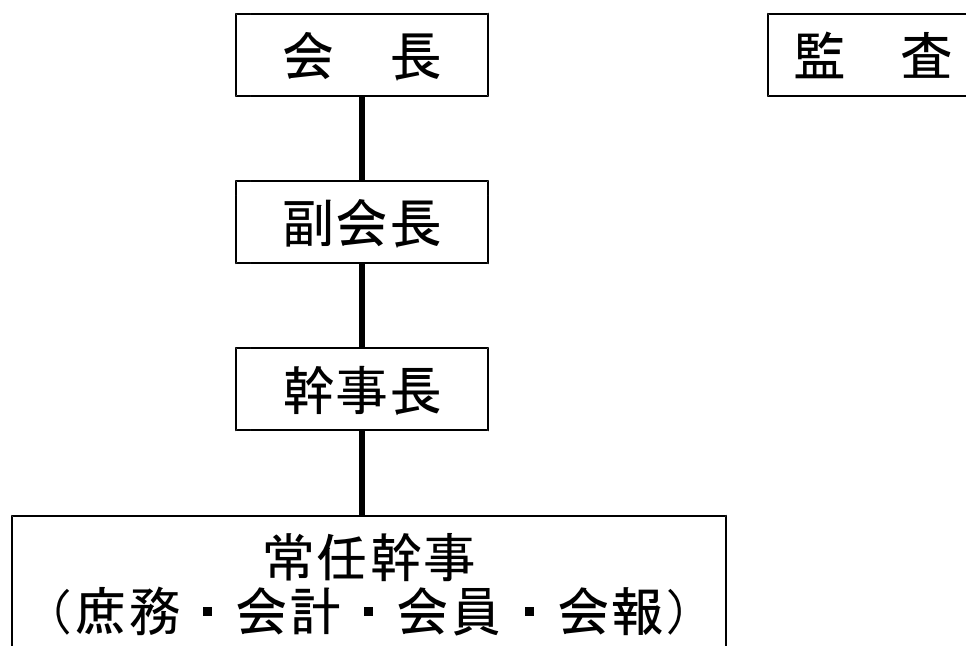 会　長
監　査
副会長
幹事長
常任幹事
（庶務・会計・会員・会報）